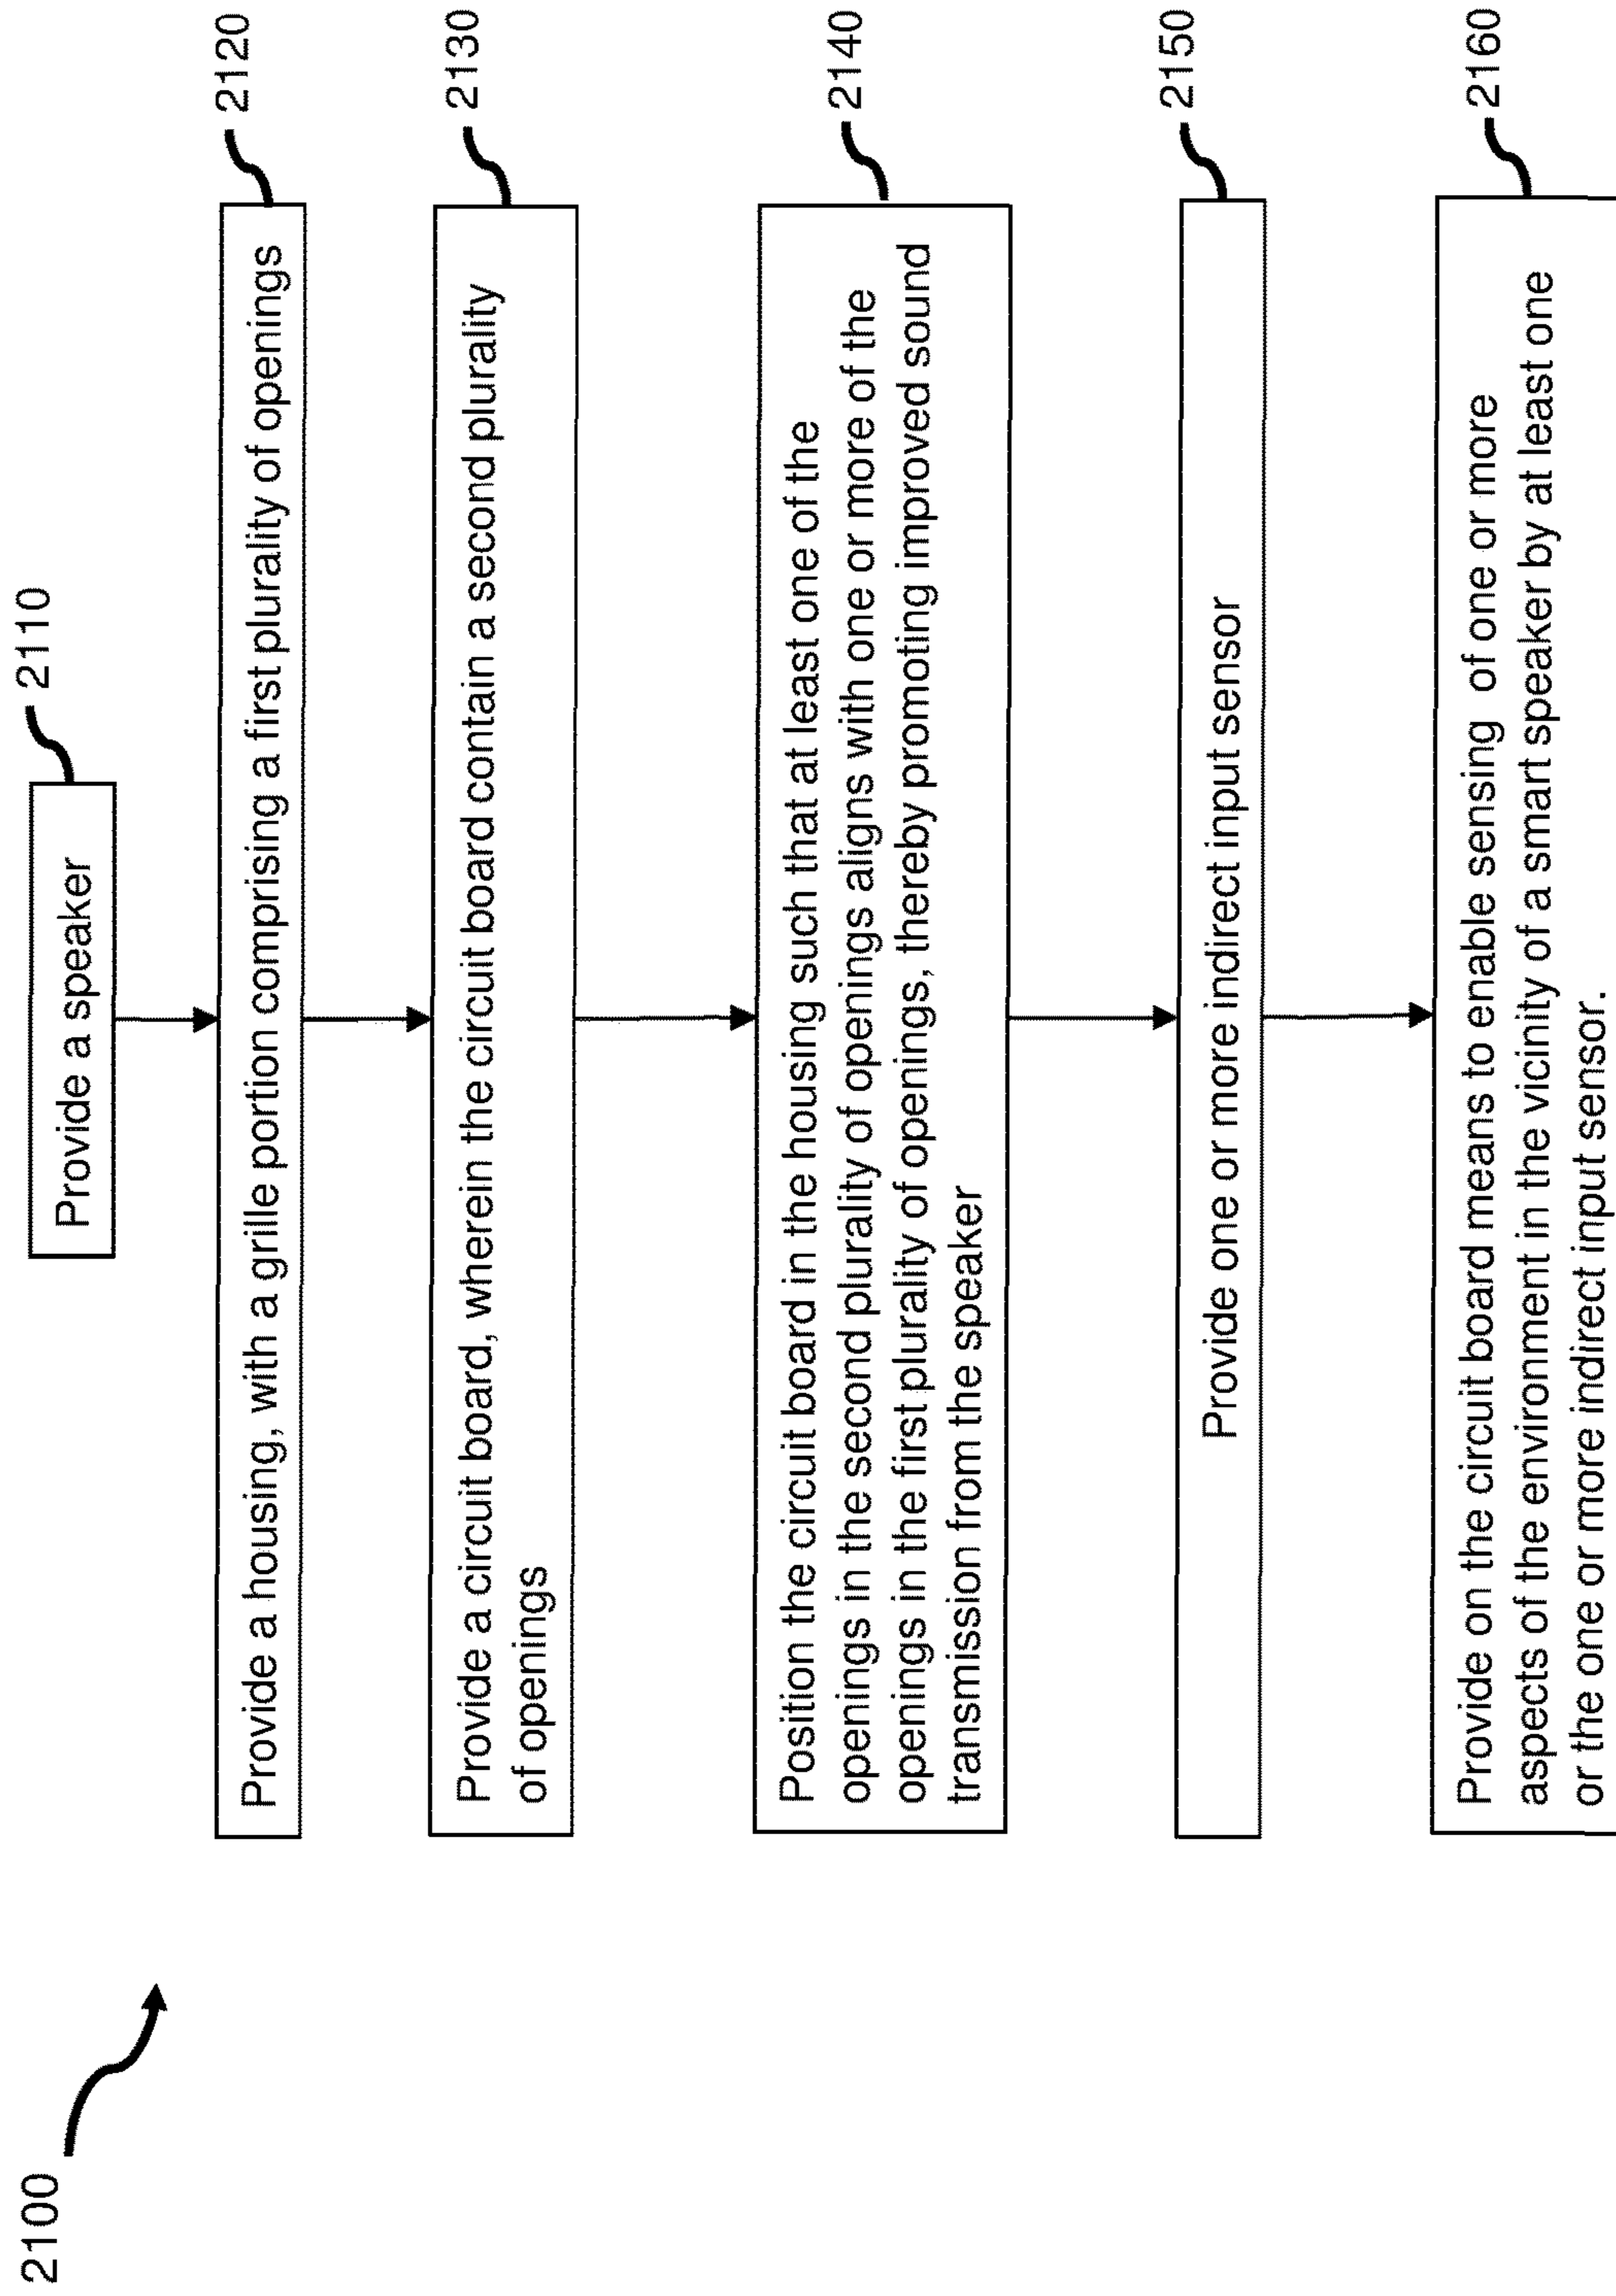 2100
2110
Provide a speaker
2120
Provide a housing, with a grille portion comprising a first plurality of openings
2130
Provide a circuit board, wherein the circuit board contain a second plurality
of openings
2140
Position the circuit board in the housing such that at least one of the
openings in the second plurality of openings aligns with one or more of the
openings in the first plurality of openings, thereby promoting improved sound
transmission from the speaker
2150
Provide one or more indirect input sensor
2160
Provide on the circuit board means to enable sensing of one or more
aspects of the environment in the vicinity of a smart speaker by at least one
or the one or more indirect input sensor.